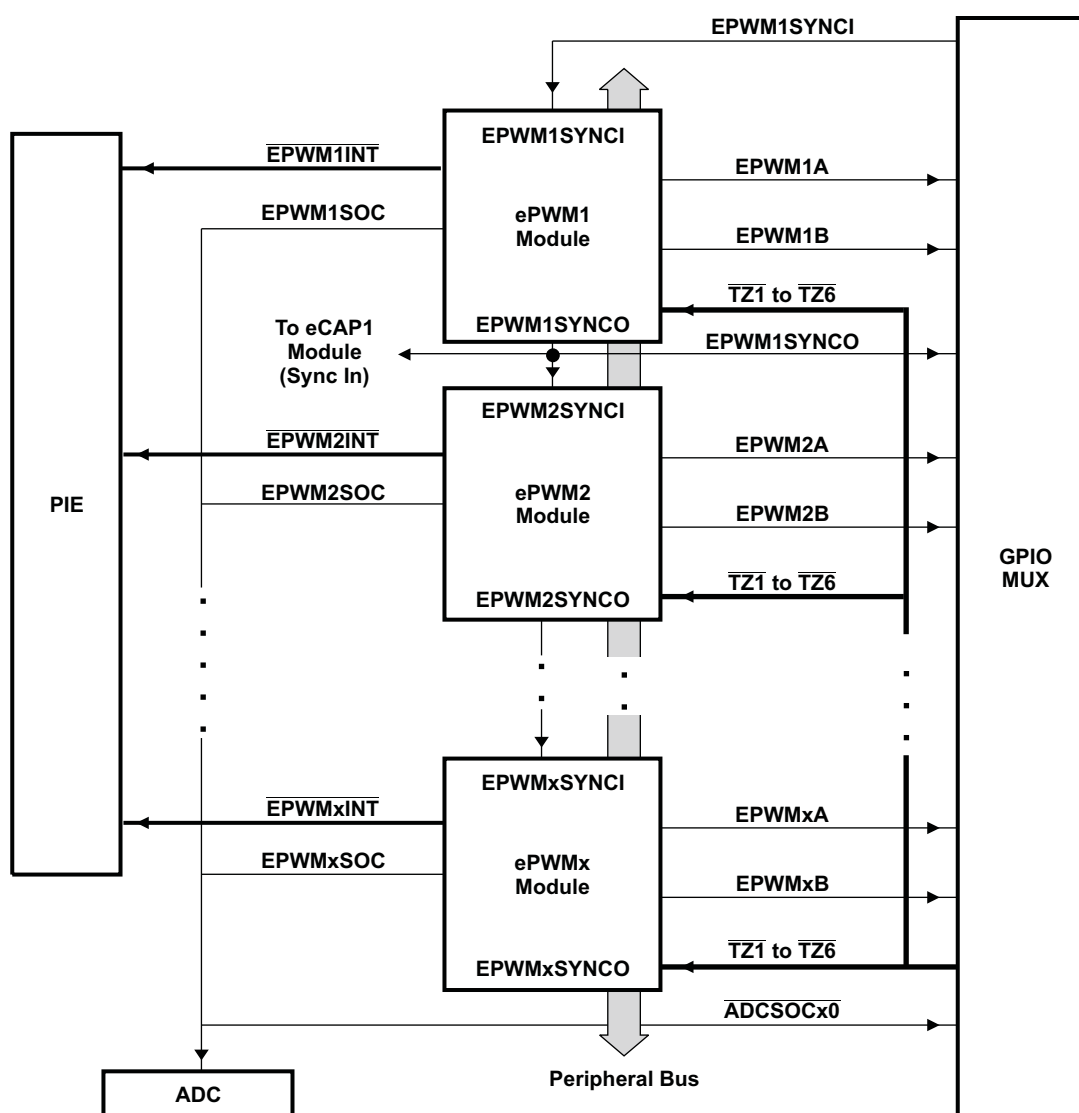 EPWM1SYNCI
EPWM1SYNCI
EPWM1INT
EPWM1A
EPWM1SOC
ePWM1
Module
EPWM1B
TZ1 to TZ6
EPWM1SYNCO
To eCAP1
Module
(Sync In)
EPWM1SYNCO
EPWM2SYNCI
EPWM2INT
EPWM2A
PIE
EPWM2SOC
ePWM2
Module
EPWM2B
GPIO
MUX
TZ1 to TZ6
EPWM2SYNCO
EPWMxSYNCI
EPWMxINT
EPWMxA
EPWMxSOC
ePWMx
Module
EPWMxB
TZ1 to TZ6
EPWMxSYNCO
ADCSOCx0
Peripheral Bus
ADC